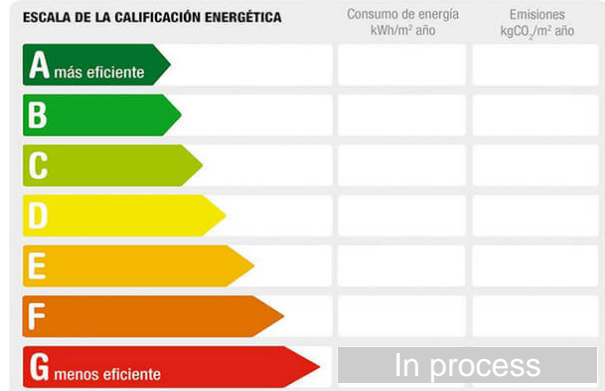 ESCALA DE LA CALIFICACIÓN ENERGÉTICA
Consumo de energía
kWh/m² año
Emisiones
kgCO₂/m² año
A más eficiente
B
C
D
E
F
G menos eficiente
In process